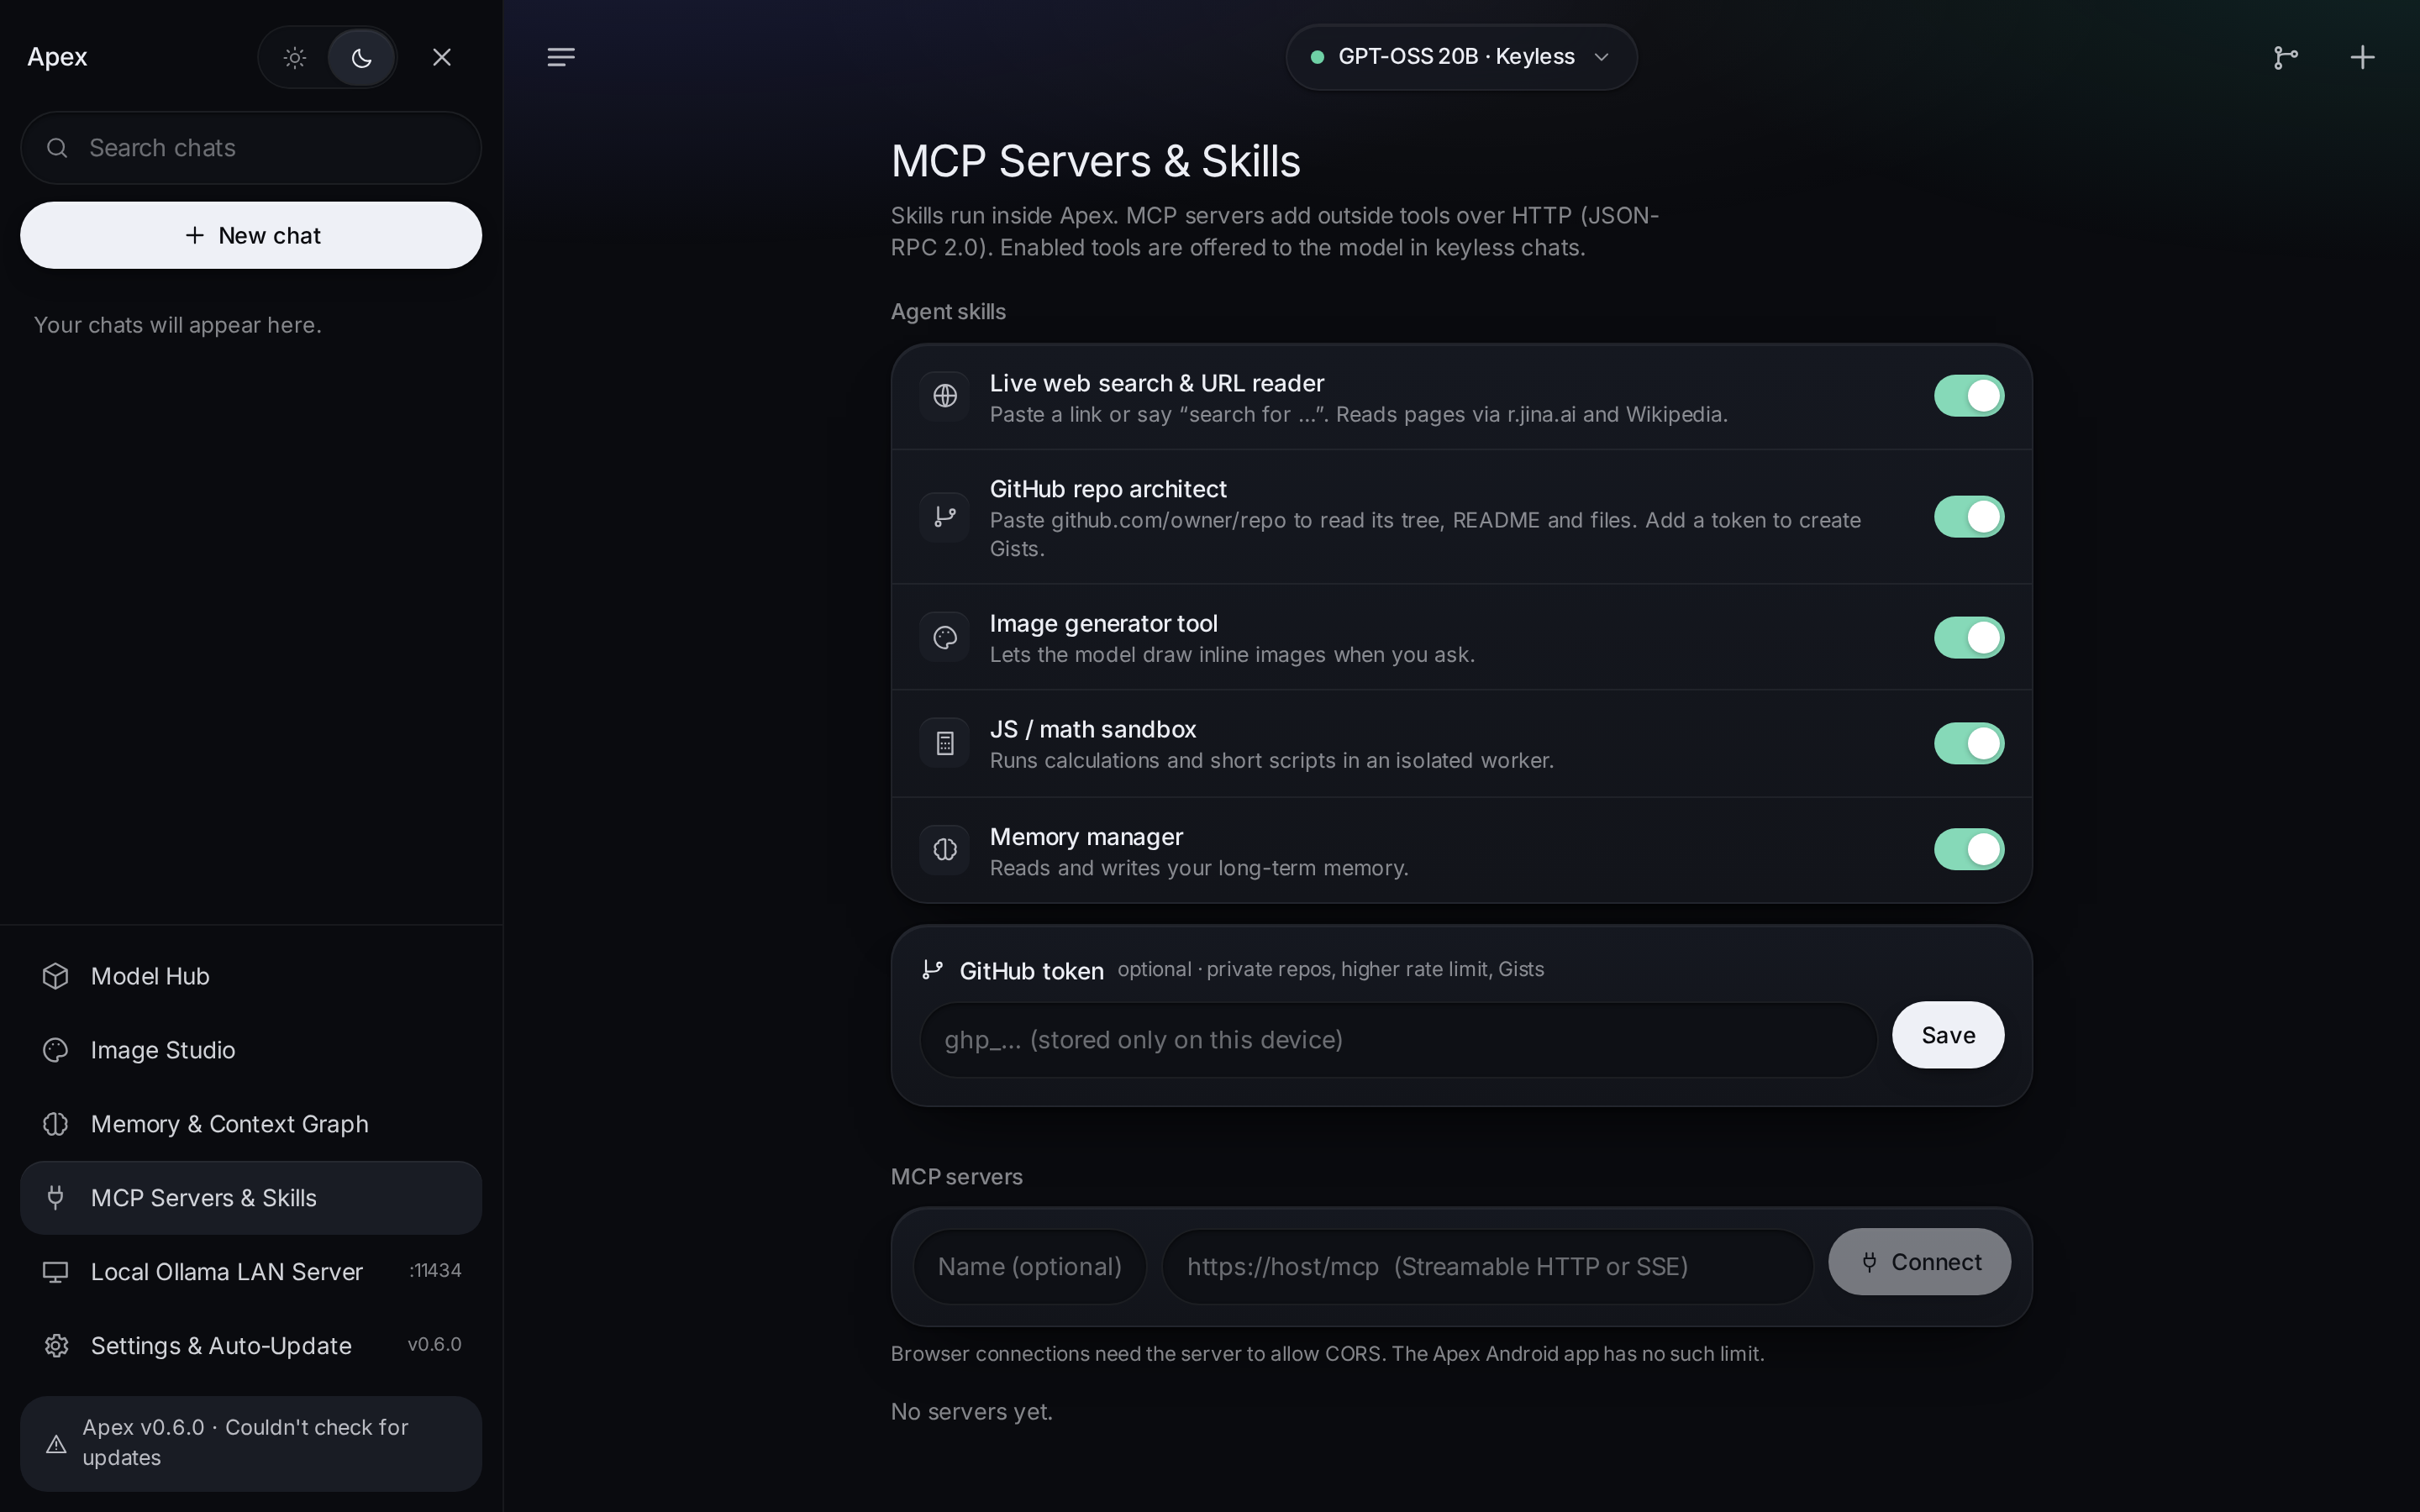 Apex
Search chats
New chat
Your chats will appear here.
Model Hub
Image Studio
Memory & Context Graph
MCP Servers & Skills
Local Ollama LAN Server :11434
Settings & Auto-Update v0.6.0
Apex v0.6.0 · Couldn't check for
updates
GPT-OSS 20B · Keyless
MCP Servers & Skills
Skills run inside Apex. MCP servers add outside tools over HTTP (JSON-
RPC 2.0). Enabled tools are offered to the model in keyless chats.
Agent skills
Live web search & URL reader
Paste a link or say “search for …”. Reads pages via r.jina.ai and Wikipedia.
GitHub repo architect
Paste github.com/owner/repo to read its tree, README and files. Add a token to create
Gists.
Image generator tool
Lets the model draw inline images when you ask.
JS / math sandbox
Runs calculations and short scripts in an isolated worker.
Memory manager
Reads and writes your long-term memory.
GitHub token optional · private repos, higher rate limit, Gists
ghp_… (stored only on this device)
Save
MCP servers
Name (optional)
https://host/mcp (Streamable HTTP or SSE)
Connect
Browser connections need the server to allow CORS. The Apex Android app has no such limit.
No servers yet.